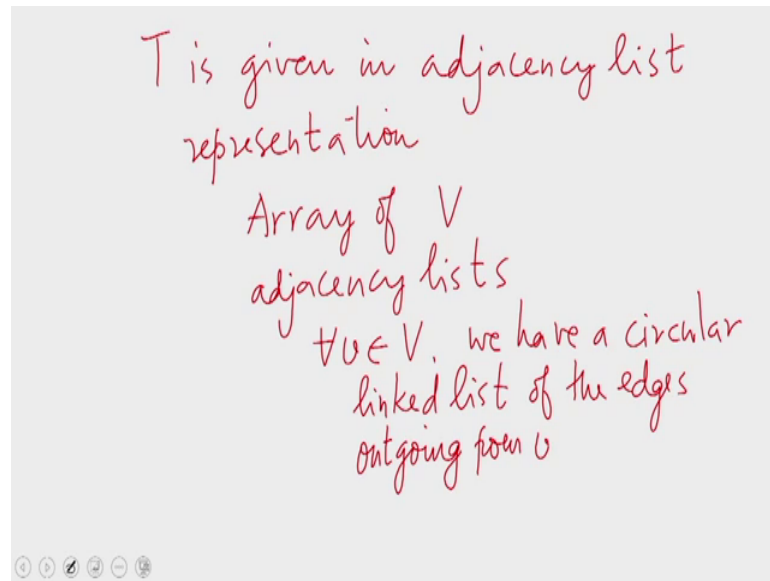 T is given in adjacency list
representation
Array of V
adjacency lists
∀υ ∈ V, we have a circular
linked list of the edges
outgoing from υ